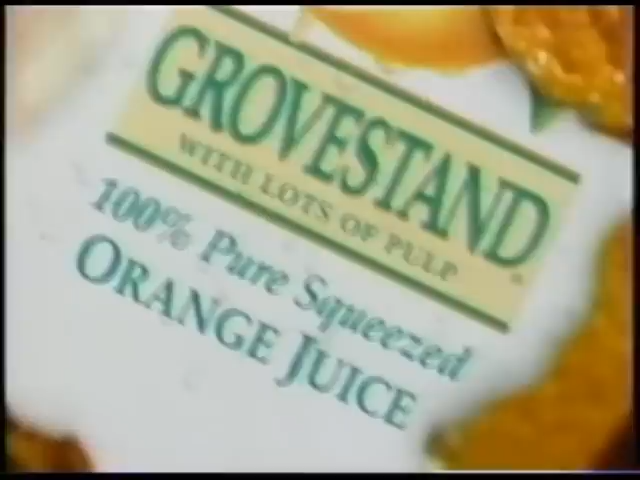 GROVESTAND
WITH LOTS OF PULP
100% Pure Squeezed
ORANGE JUICE